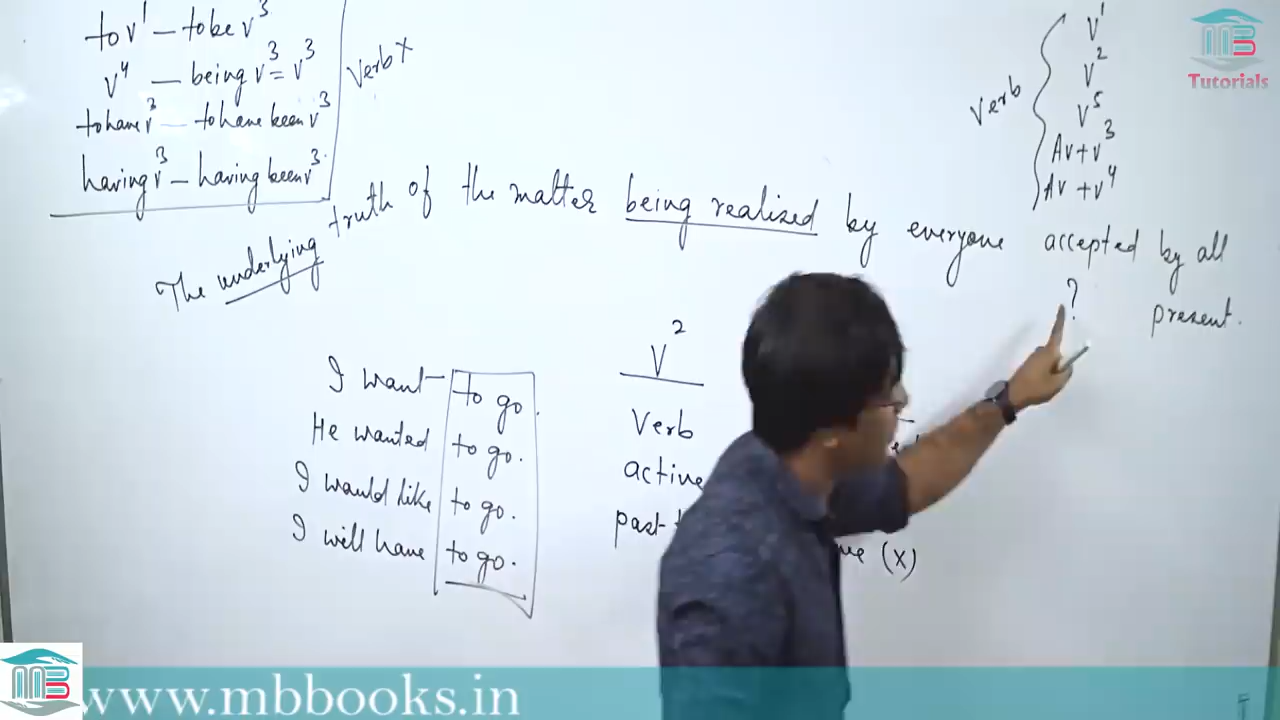 to v¹ – to be v³
v⁴ — being v³ = v³
to have v³ — to have been v³
having v³ – having been v³
verb x
verb
v¹
v²
v⁵
Av + v³
Av + v⁴
MB
Tutorials
The underlying truth of the matter being realized by everyone accepted by all
?
present.
I want – to go.
He wanted to go.
I would like to go.
I will have to go.
v²
Verb
active
past
(x)
MB
www.mbbooks.in